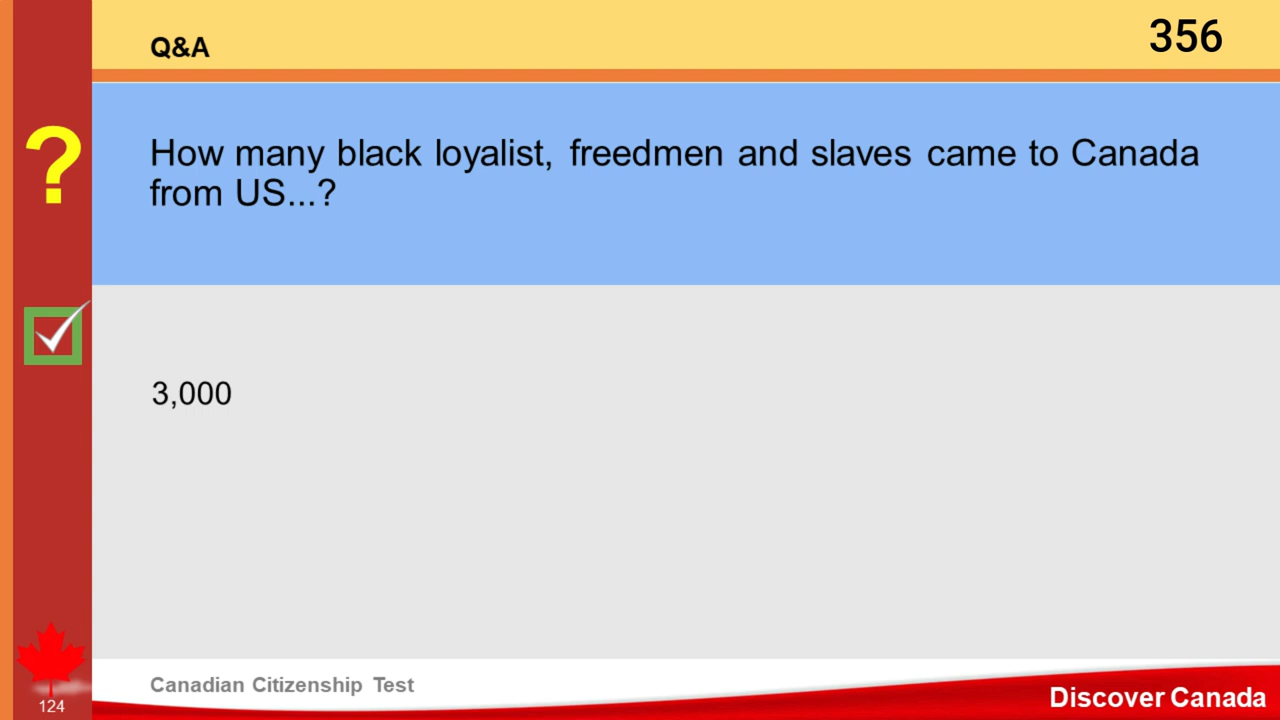 Q&A
356
?
How many black loyalist, freedmen and slaves came to Canada
from US...?
3,000
Canadian Citizenship Test
124
Discover Canada